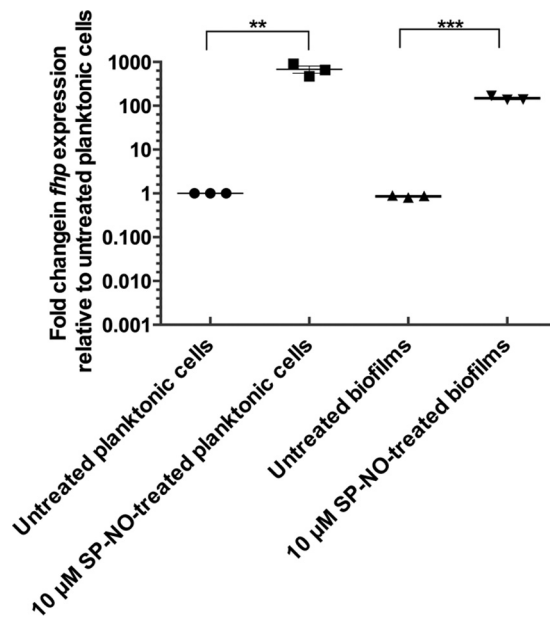 ** ***
Fold changein fhp expression
relative to untreated planktonic cells
1000
100
10
1
0.100
0.010
0.001
Untreated planktonic cells
10 µM SP-NO-treated planktonic cells
Untreated biofilms
10 µM SP-NO-treated biofilms